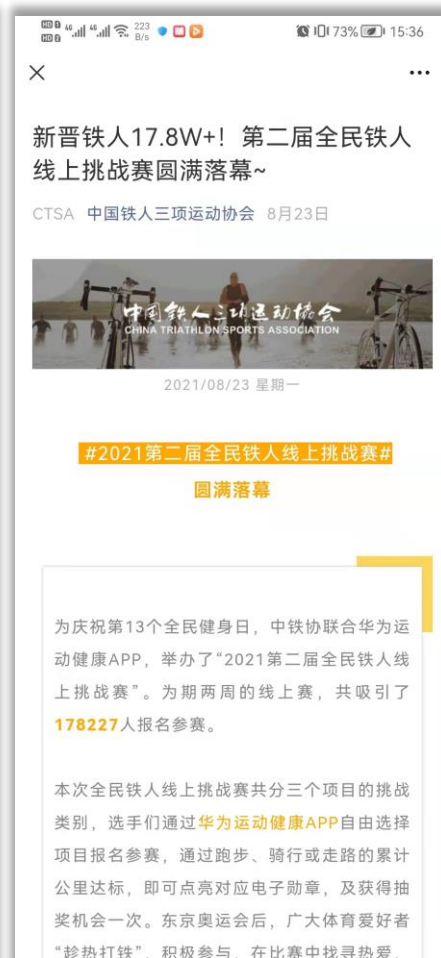 223
B/s
73%
15:36
新晋铁人17.8W+！第二届全民铁人
线上挑战赛圆满落幕~
CTSA 中国铁人三项运动协会 8月23日
中国铁人三项运动协会
CHINA TRIATHLON SPORTS ASSOCIATION
2021/08/23 星期一
#2021第二届全民铁人线上挑战赛#
圆满落幕
为庆祝第13个全民健身日，中铁协联合华为运
动健康APP，举办了“2021第二届全民铁人线
上挑战赛”。为期两周的线上赛，共吸引了
178227人报名参赛。
本次全民铁人线上挑战赛共分三个项目的挑战
类别，选手们通过华为运动健康APP自由选择
项目报名参赛，通过跑步、骑行或走路的累计
公里达标，即可点亮对应电子勋章，及获得抽
奖机会一次。东京奥运会后，广大体育爱好者
“趁热打铁”，积极参与，在比赛中找寻热爱，